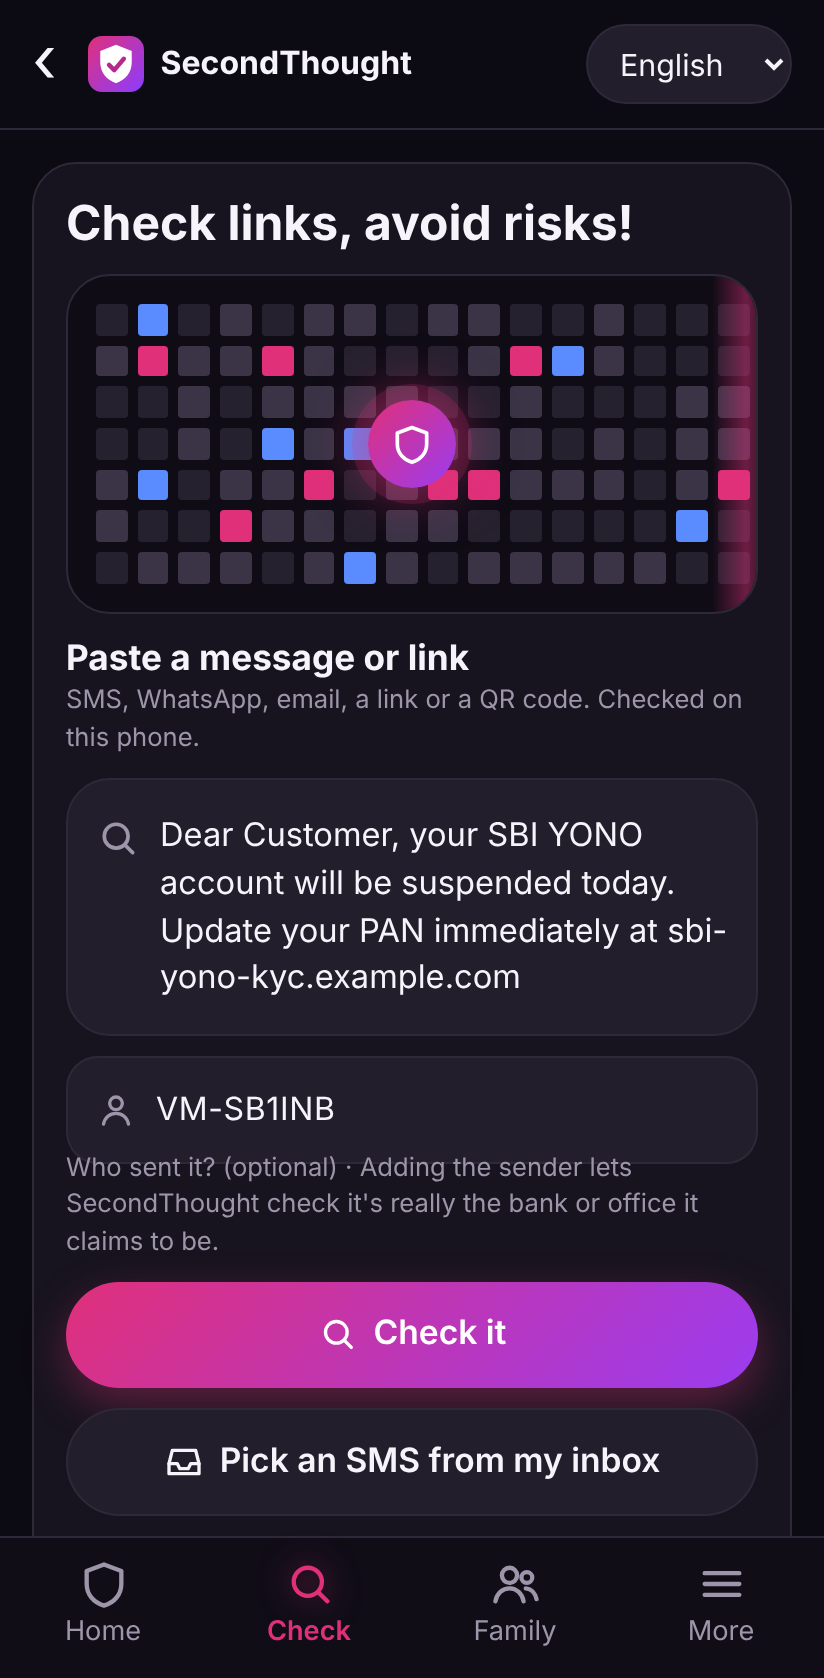 SecondThought
English
Check links, avoid risks!
Paste a message or link
SMS, WhatsApp, email, a link or a QR code. Checked on
this phone.
Dear Customer, your SBI YONO
account will be suspended today.
Update your PAN immediately at sbi-
yono-kyc.example.com
VM-SB1INB
Who sent it? (optional) · Adding the sender lets
SecondThought check it's really the bank or office it
claims to be.
Check it
Pick an SMS from my inbox
Home
Check
Family
More